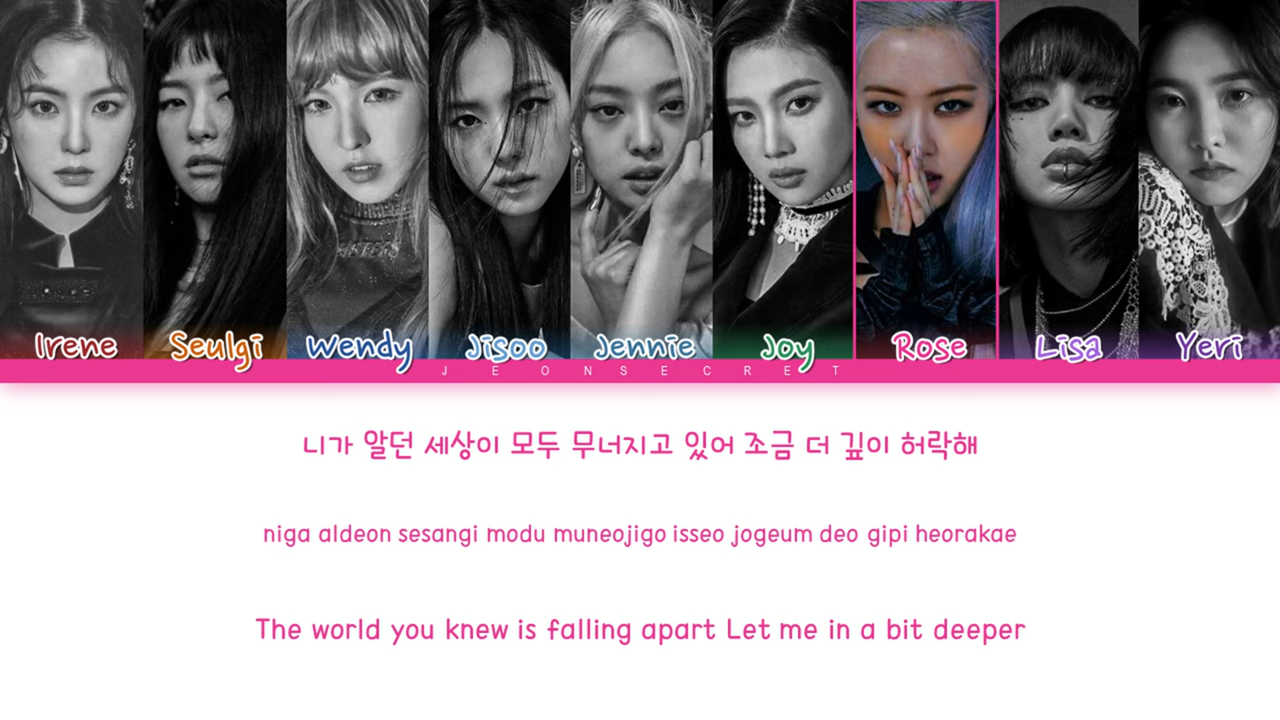 Irene Seulgi Wendy Jisoo Jennie Joy Rose Lisa Yeri
JEONSECRET
니가 알던 세상이 모두 무너지고 있어 조금 더 깊이 허락해
niga aldeon sesangi modu muneojigo isseo jogeum deo gipi heorakae
The world you knew is falling apart Let me in a bit deeper